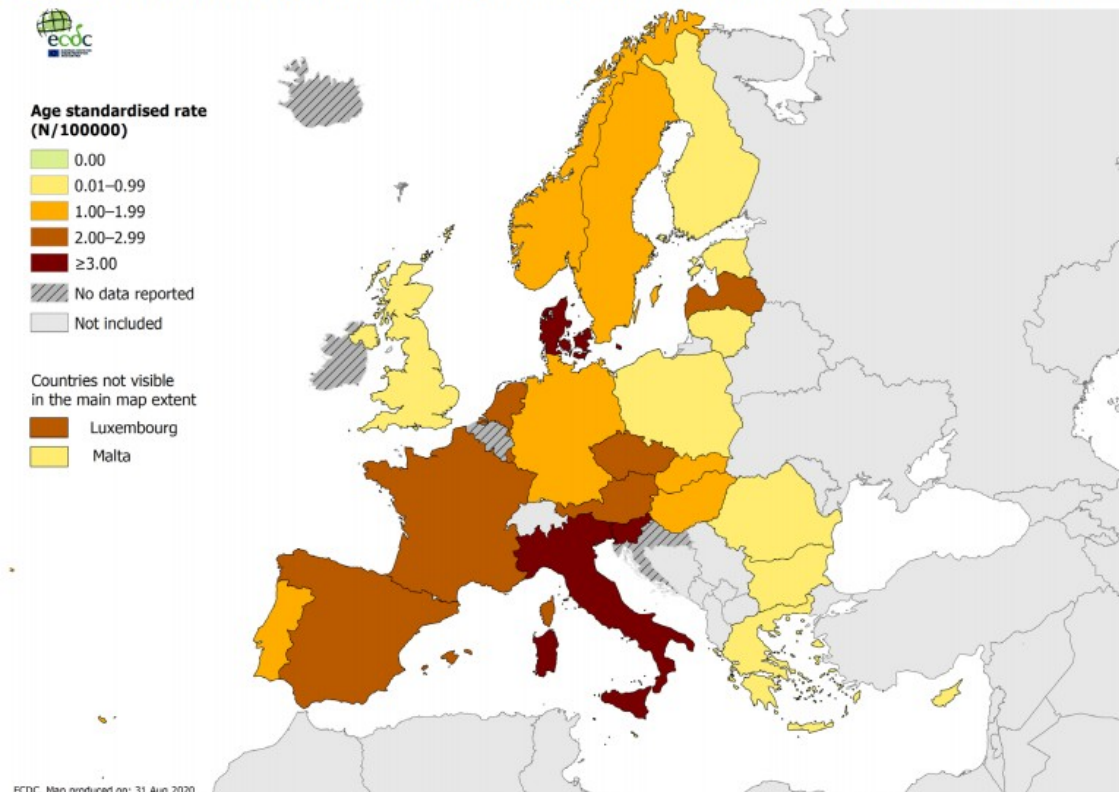 ecdc
Age standardised rate
(N/100000)
0.00
0.01–0.99
1.00–1.99
2.00–2.99
≥3.00
No data reported
Not included
Countries not visible
in the main map extent
Luxembourg
Malta
ECDC. Map produced on: 31 Aug 2020